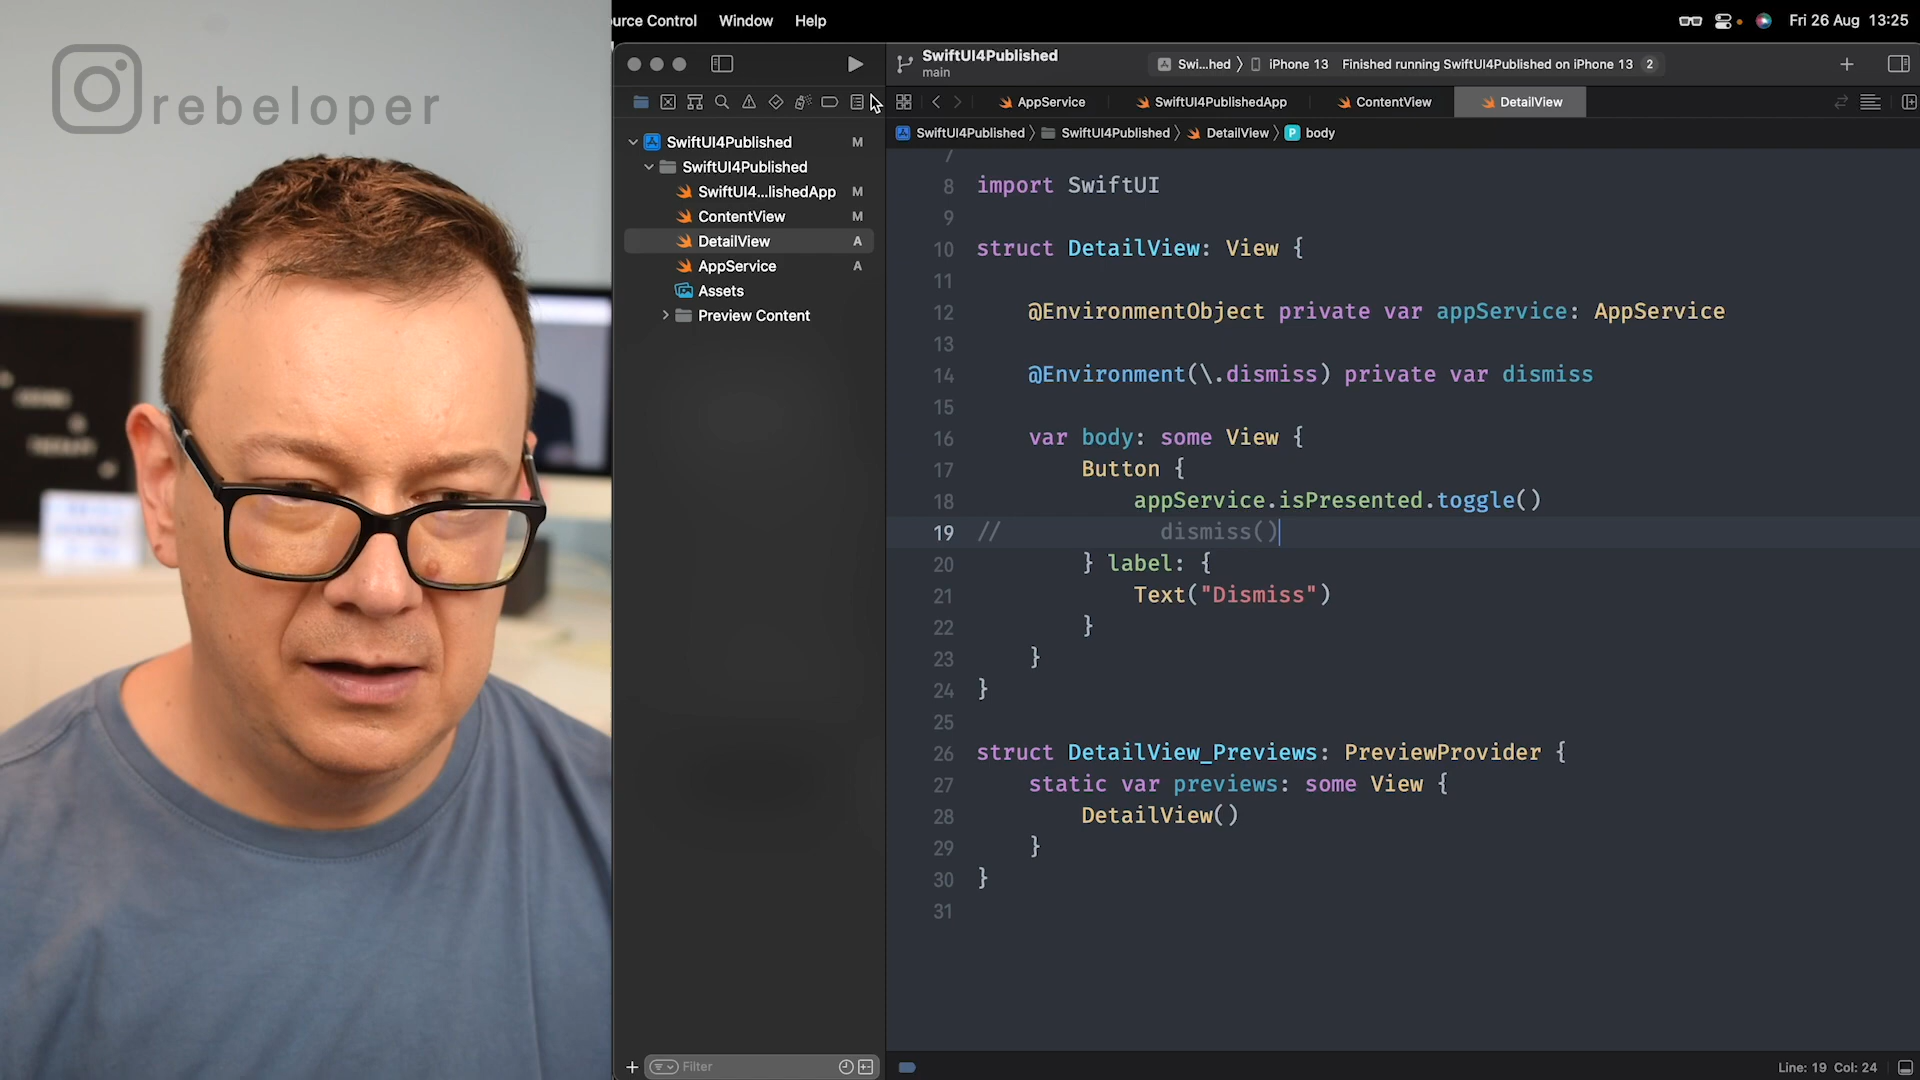 rebeloper
urce Control Window Help
Fri 26 Aug 13:25
SwiftUI4Published
main
Swi...hed 〉 iPhone 13 Finished running SwiftUI4Published on iPhone 13 2
AppService SwiftUI4PublishedApp ContentView DetailView
SwiftUI4Published 〉 SwiftUI4Published 〉 DetailView 〉 P body
SwiftUI4Published M
SwiftUI4Published
SwiftUI4...lishedApp M
ContentView M
DetailView A
AppService A
Assets
Preview Content
Filter
7
8 import SwiftUI
9
10 struct DetailView: View {
11
12 @EnvironmentObject private var appService: AppService
13
14 @Environment(\.dismiss) private var dismiss
15
16 var body: some View {
17 Button {
18 appService.isPresented.toggle()
19 // dismiss()
20 } label: {
21 Text("Dismiss")
22 }
23 }
24 }
25
26 struct DetailView_Previews: PreviewProvider {
27 static var previews: some View {
28 DetailView()
29 }
30 }
31
Line: 19 Col: 24